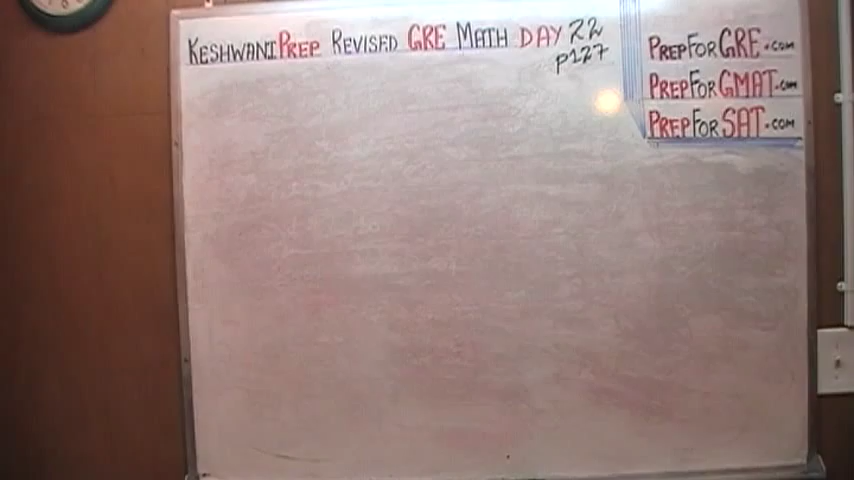 KESHWANIPREP REVISED GRE MATH DAY 22
p127
PREPFORGRE.COM
PREPFORGMAT.COM
PREPFORSAT.COM